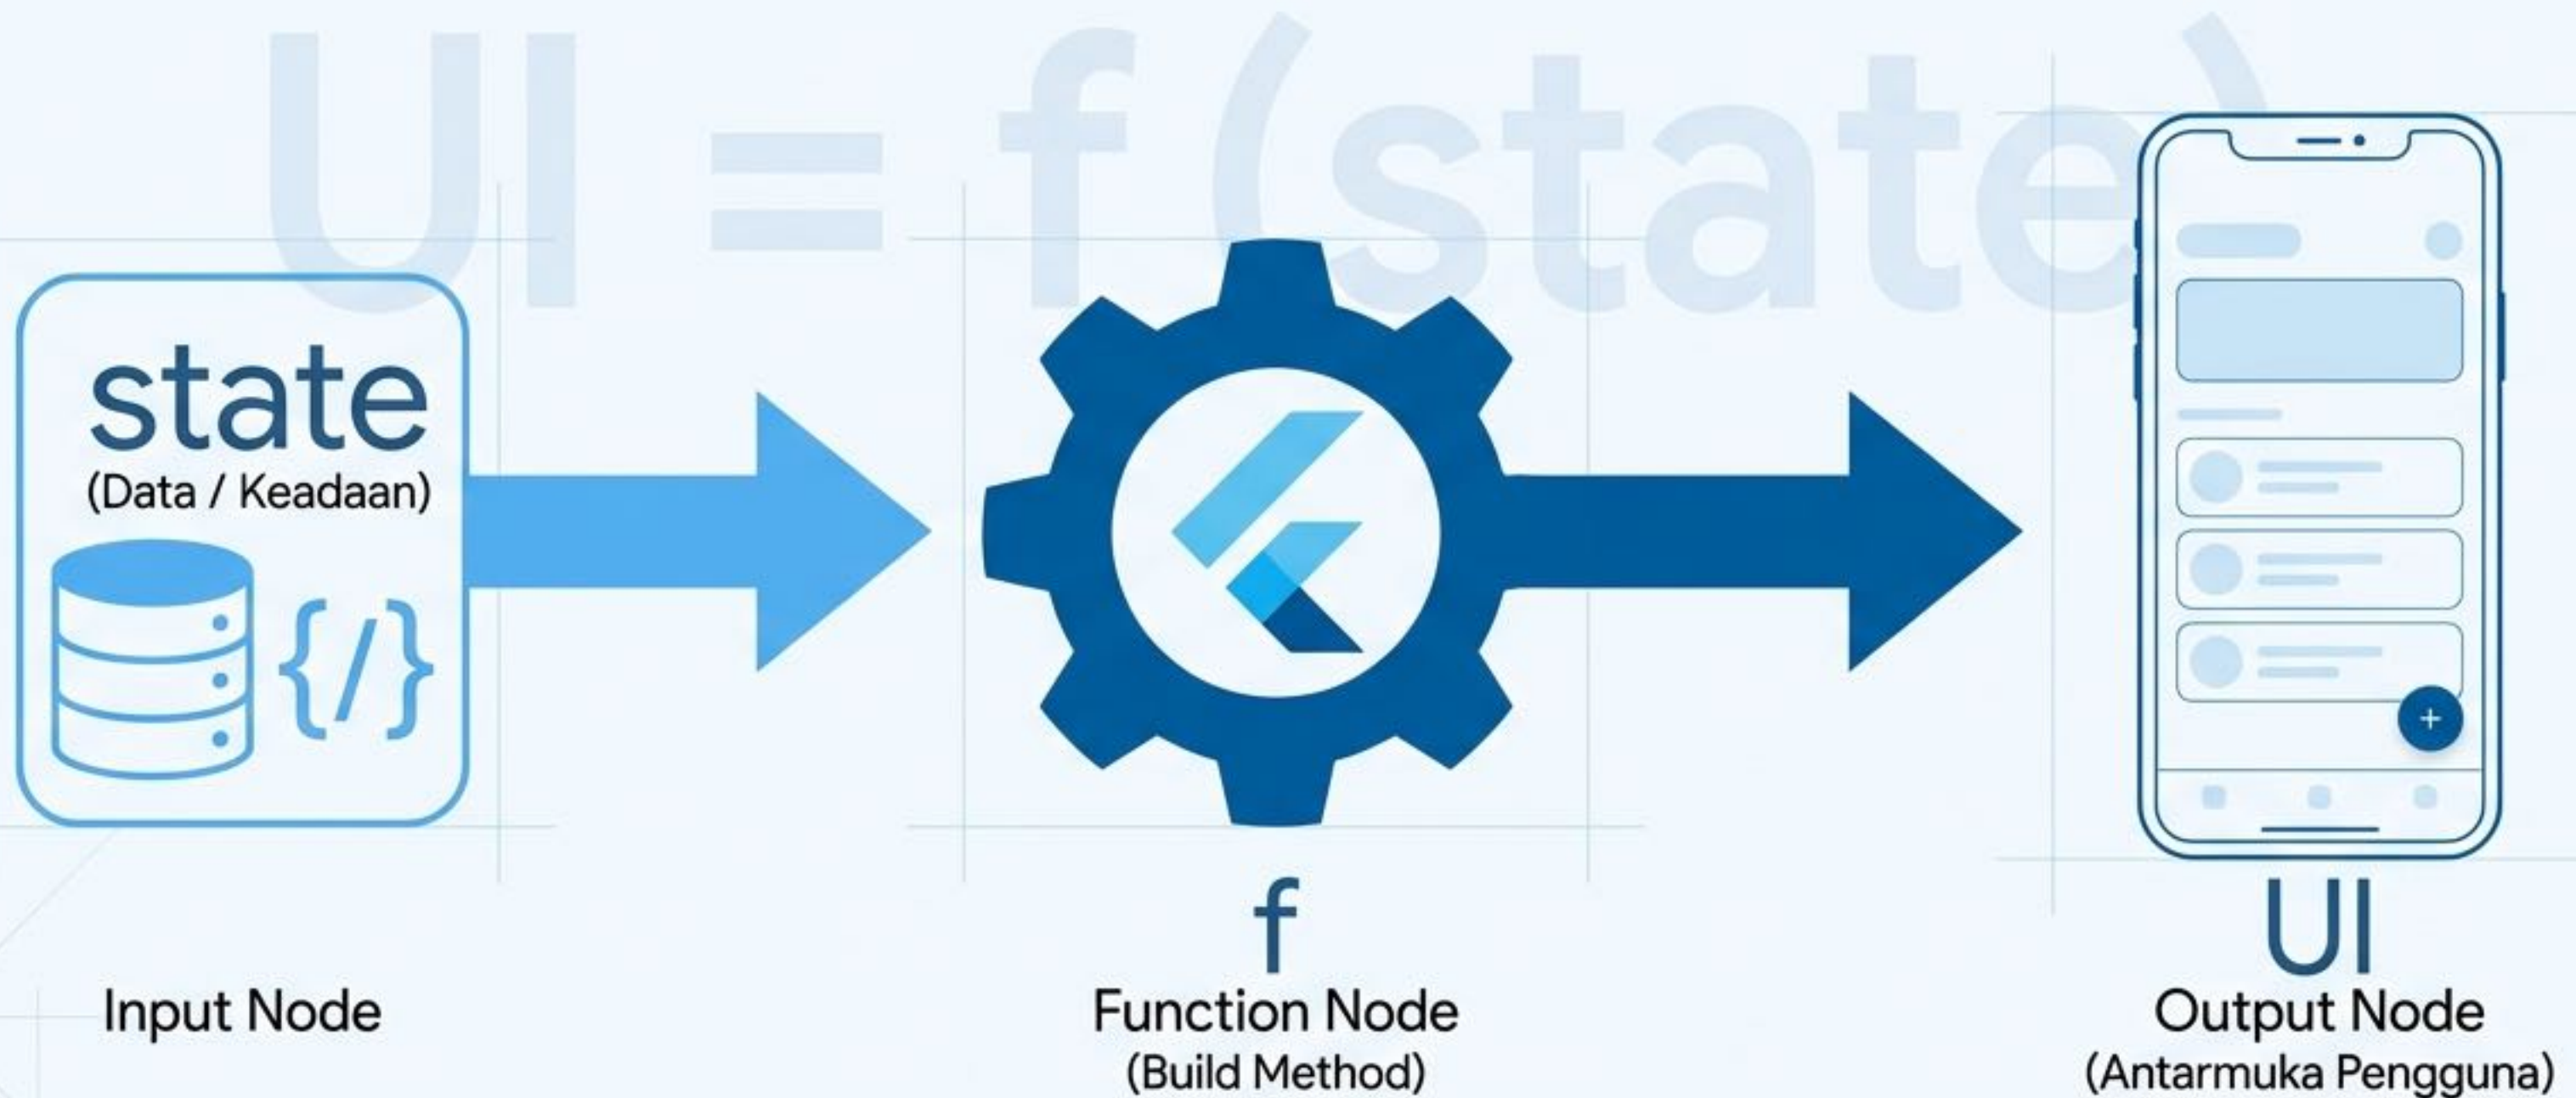 UI = f(state)
state
(Data / Keadaan)
{/}
Input Node
f
Function Node
(Build Method)
+
UI
Output Node
(Antarmuka Pengguna)